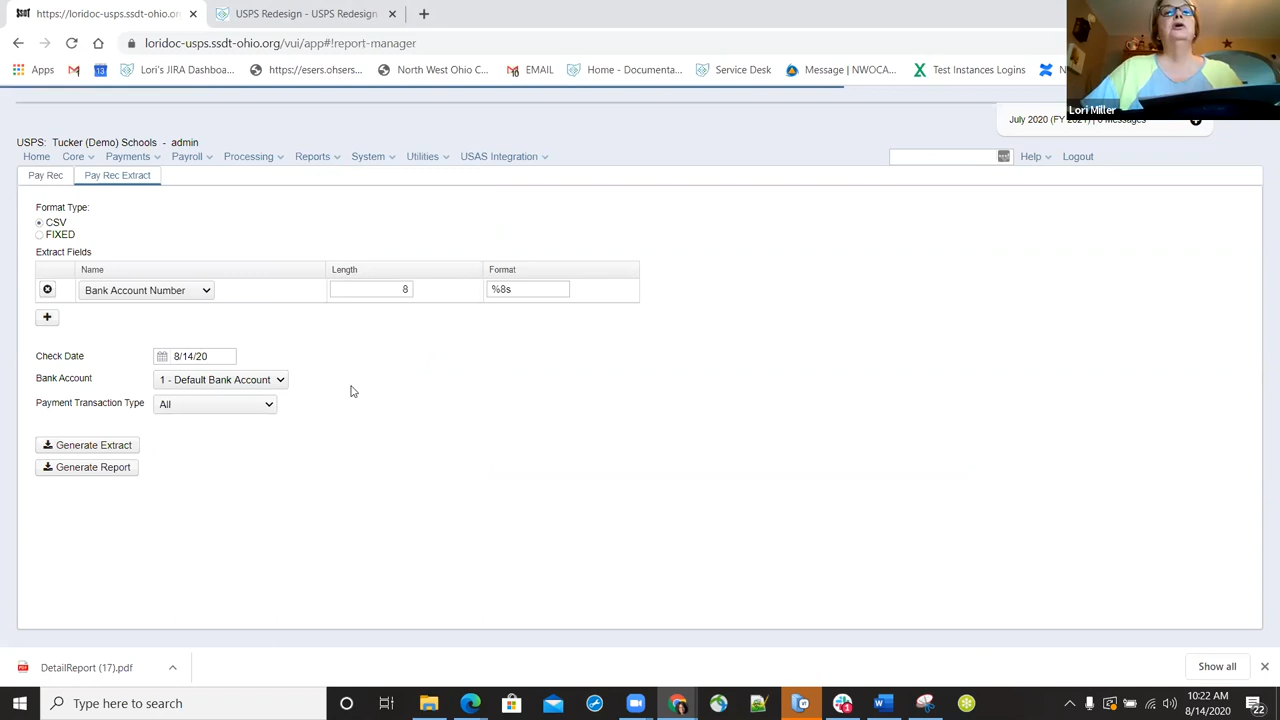 https://loridoc-usps.ssdt-ohio.or
USPS Redesign - USPS Redesign
loridoc-usps.ssdt-ohio.org/vui/app#!report-manager
Apps
13
Lori's JIRA Dashboa...
https://esers.ohsers...
North West Ohio C...
EMAIL
Home - Documenta...
Service Desk
Message | NWOCA...
Test Instances Logins
Lori Miller
USPS: Tucker (Demo) Schools - admin
Home Core Payments Payroll Processing Reports System Utilities USAS Integration Help Logout
Pay Rec Pay Rec Extract
Format Type:
CSV
FIXED
Extract Fields
Name Length Format
Bank Account Number 8 %8s
Check Date 8/14/20
Bank Account 1 - Default Bank Account
Payment Transaction Type All
Generate Extract
Generate Report
DetailReport (17).pdf
Show all
Type here to search
10:22 AM
8/14/2020
22